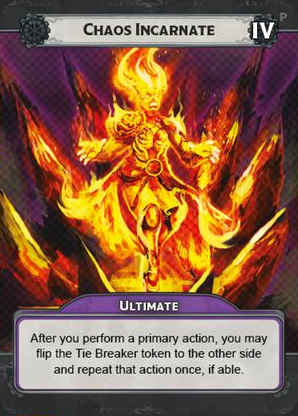 Chaos Incarnate
IV
P
Ultimate
After you perform a primary action, you may
flip the Tie Breaker token to the other side
and repeat that action once, if able.